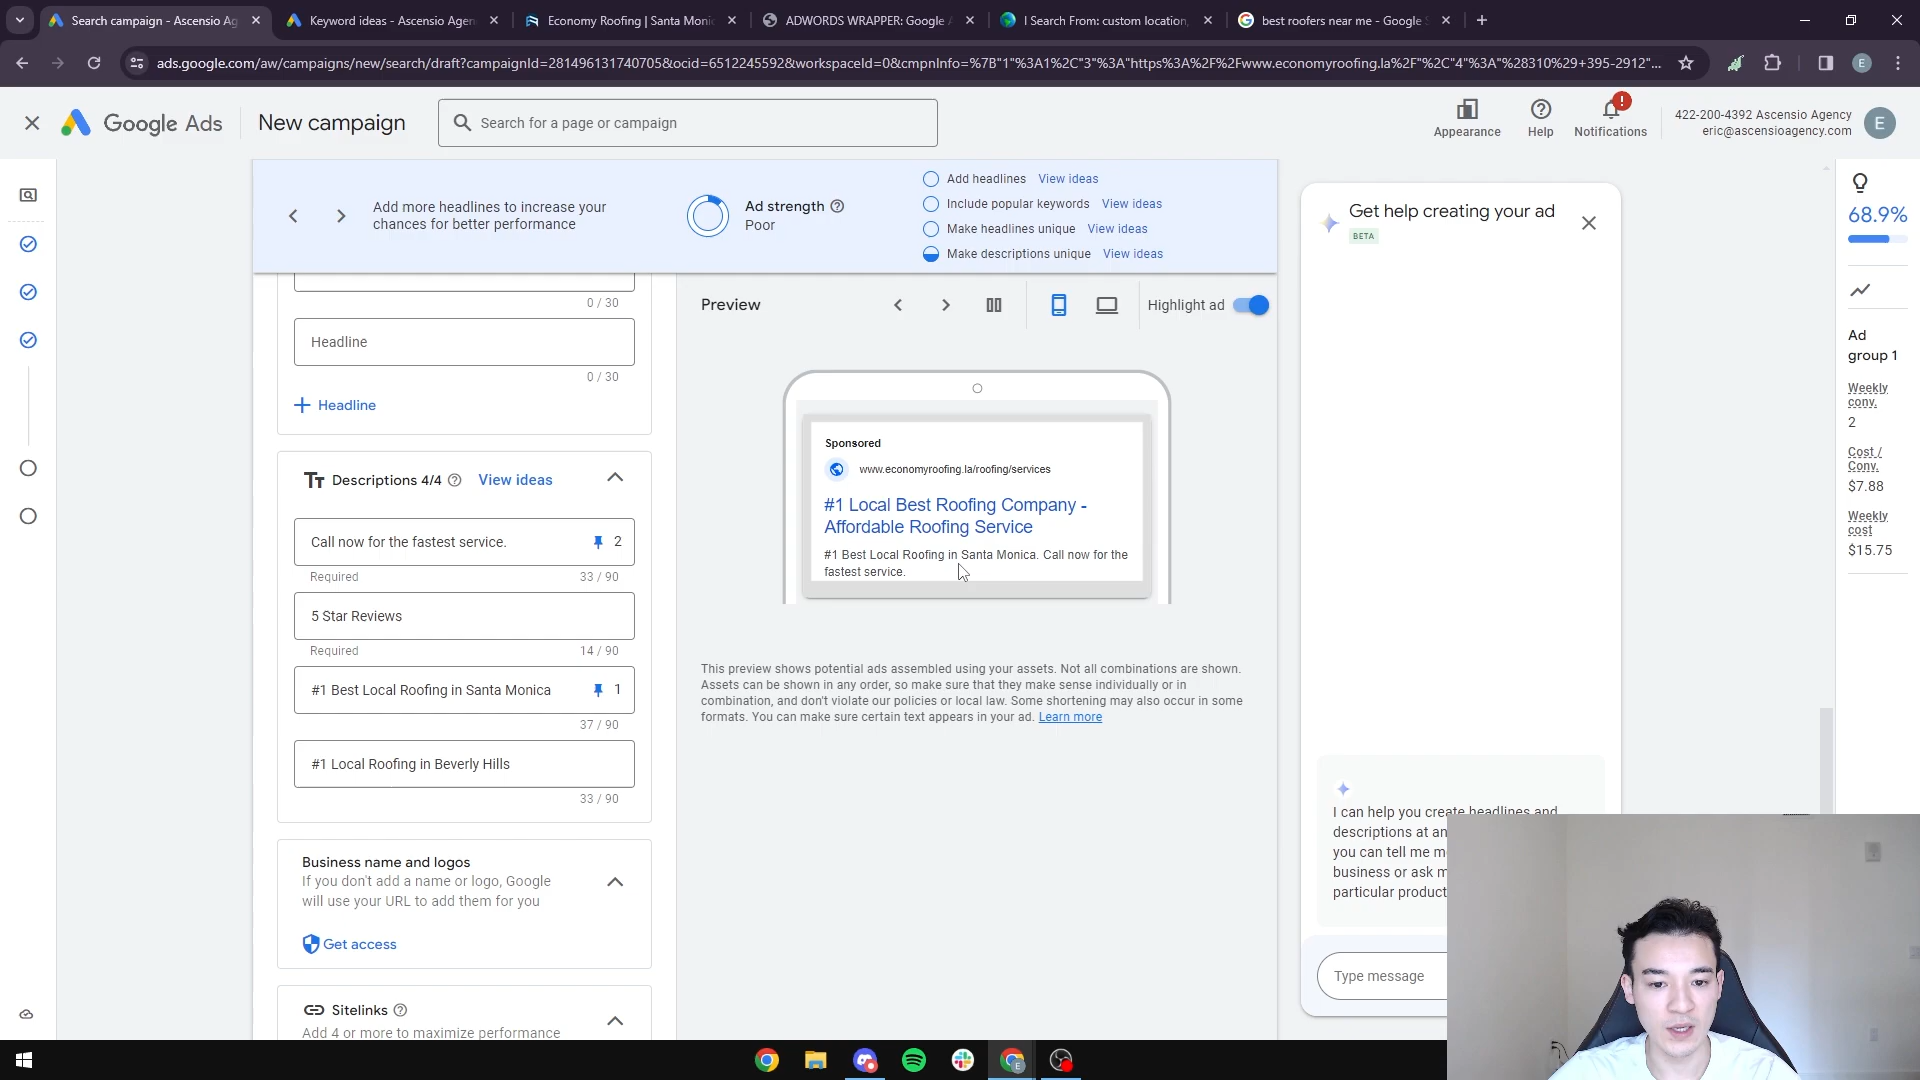 Search campaign - Ascensio Ag
Keyword ideas - Ascensio Agen
Economy Roofing | Santa Moni
ADWORDS WRAPPER: Google A
I Search From: custom location,
best roofers near me - Google S
ads.google.com/aw/campaigns/new/search/draft?campaignId=281496131740705&ocid=6512245592&workspaceId=0&cmpnInfo=%7B"1"%3A1%2C"3"%3A"https%3A%2F%2Fwww.economyroofing.la%2F"%2C"4"%3A"%28310%29+395-2912"...
E
Google Ads
New campaign
Search for a page or campaign
Appearance
Help
!
Notifications
422-200-4392 Ascensio Agency
eric@ascensioagency.com
E
Add more headlines to increase your
chances for better performance
Ad strength
Poor
Add headlines View ideas
Include popular keywords View ideas
Make headlines unique View ideas
Make descriptions unique View ideas
0 / 30
Headline
0 / 30
Headline
Descriptions 4/4 View ideas
Call now for the fastest service. 2
Required 33 / 90
5 Star Reviews
Required 14 / 90
#1 Best Local Roofing in Santa Monica 1
37 / 90
#1 Local Roofing in Beverly Hills
33 / 90
Business name and logos
If you don't add a name or logo, Google
will use your URL to add them for you
Get access
Sitelinks
Add 4 or more to maximize performance
Preview
Highlight ad
Sponsored
www.economyroofing.la/roofing/services
#1 Local Best Roofing Company -
Affordable Roofing Service
#1 Best Local Roofing in Santa Monica. Call now for the
fastest service.
This preview shows potential ads assembled using your assets. Not all combinations are shown.
Assets can be shown in any order, so make sure that they make sense individually or in
combination, and don't violate our policies or local law. Some shortening may also occur in some
formats. You can make sure certain text appears in your ad. Learn more
Get help creating your ad
BETA
I can help you create headlines and
descriptions at an
you can tell me m
business or ask m
particular product
Type message
68.9%
Ad
group 1
Weekly
conv.
2
Cost /
Conv.
$7.88
Weekly
cost
$15.75
E